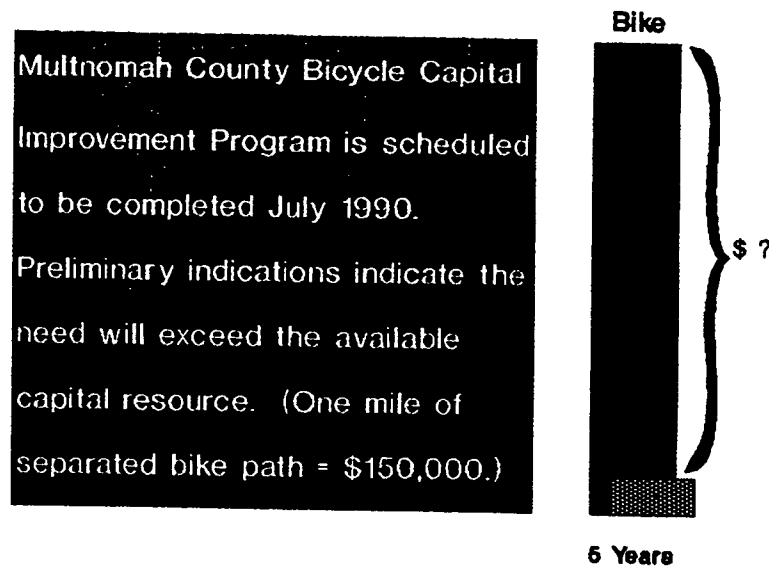 Bike
Multnomah County Bicycle Capital
Improvement Program is scheduled
to be completed July 1990.
Preliminary indications indicate the
need will exceed the available
capital resource. (One mile of
separated bike path = $150,000.)
$ ?
5 Years